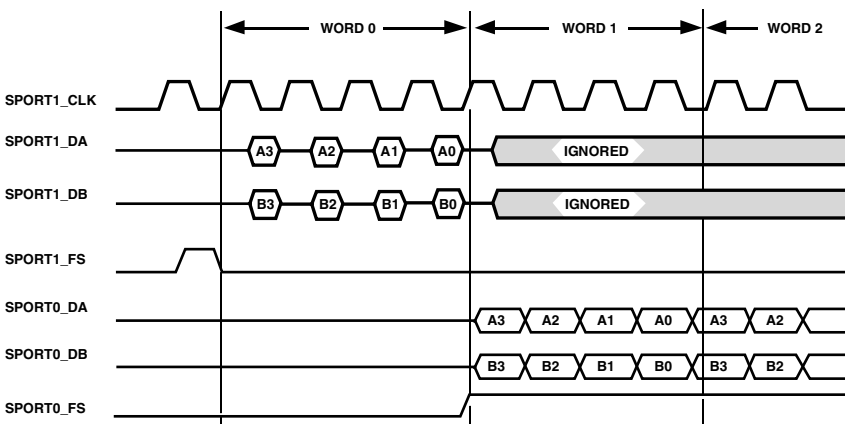 WORD 0 WORD 1 WORD 2
SPORT1_CLK
SPORT1_DA A3 A2 A1 A0 IGNORED
SPORT1_DB B3 B2 B1 B0 IGNORED
SPORT1_FS
SPORT0_DA A3 A2 A1 A0 A3 A2
SPORT0_DB B3 B2 B1 B0 B3 B2
SPORT0_FS